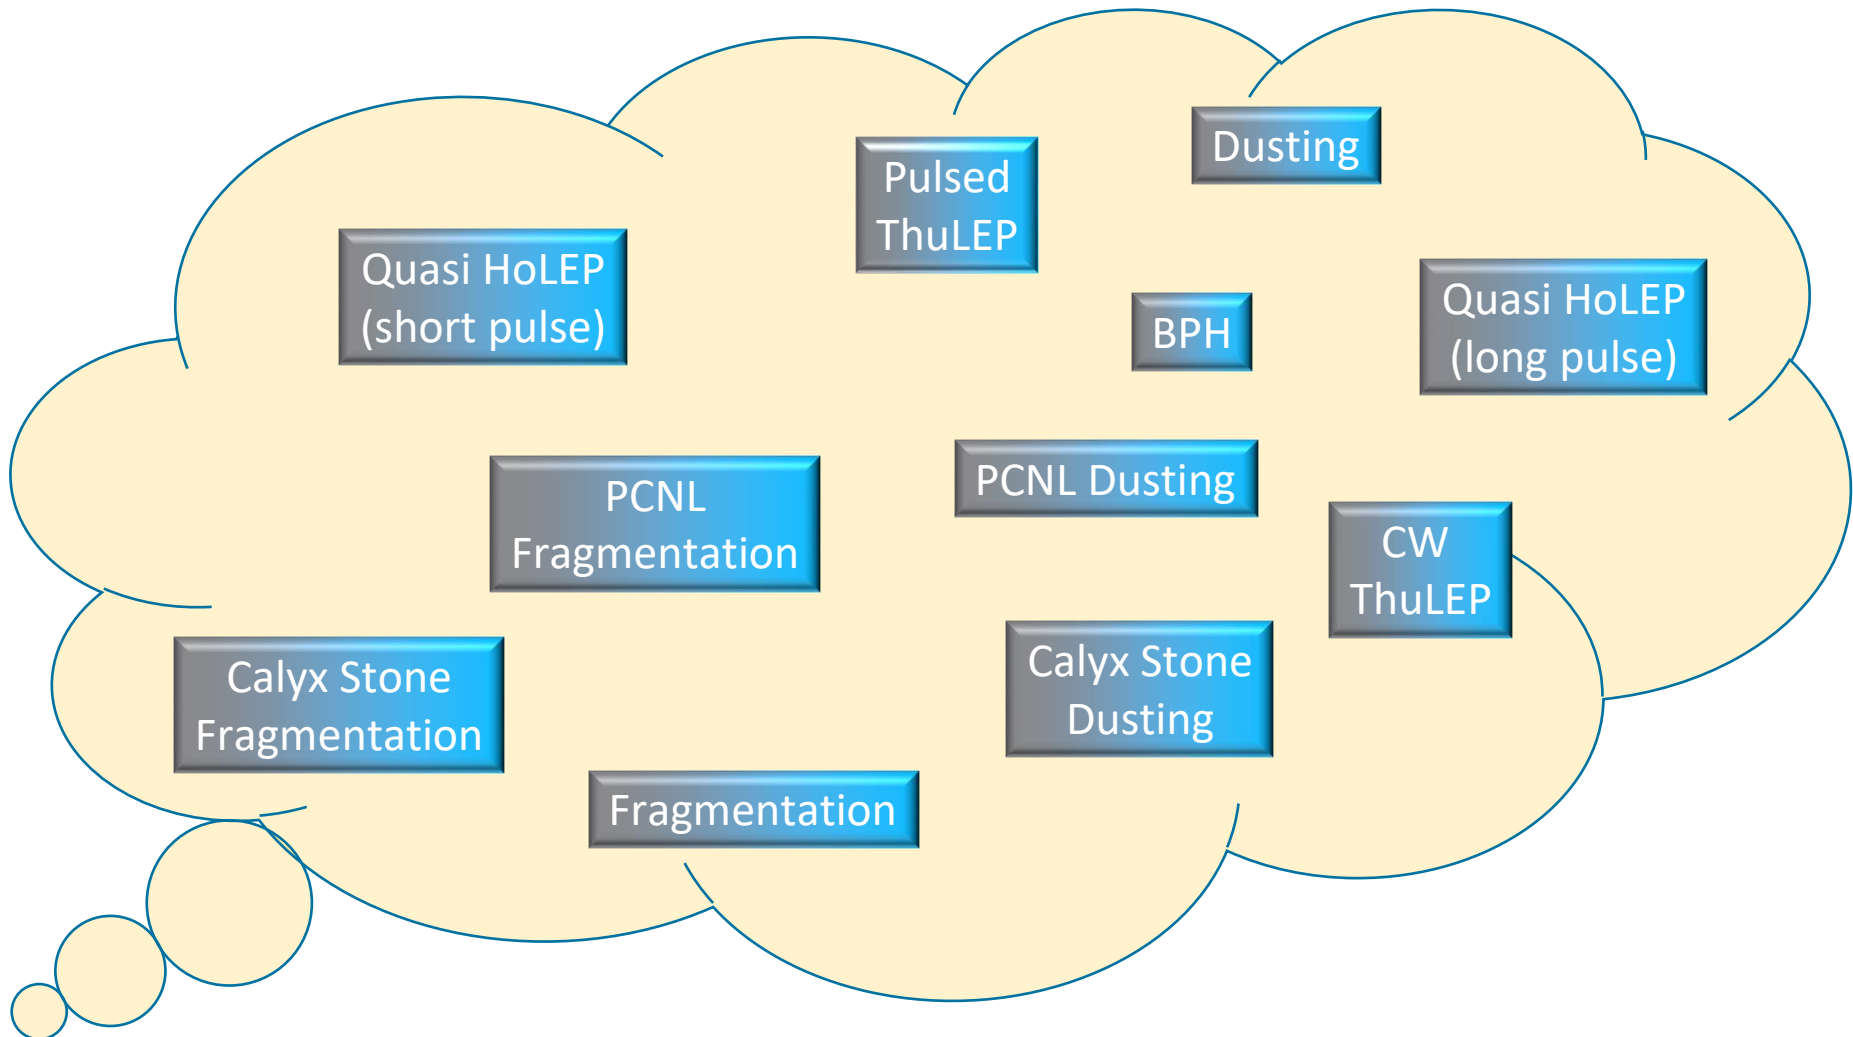 Dusting
Pulsed
ThuLEP
Quasi HoLEP
(short pulse)
Quasi HoLEP
(long pulse)
BPH
PCNL Dusting
PCNL
Fragmentation
CW
ThuLEP
Calyx Stone
Dusting
Calyx Stone
Fragmentation
Fragmentation